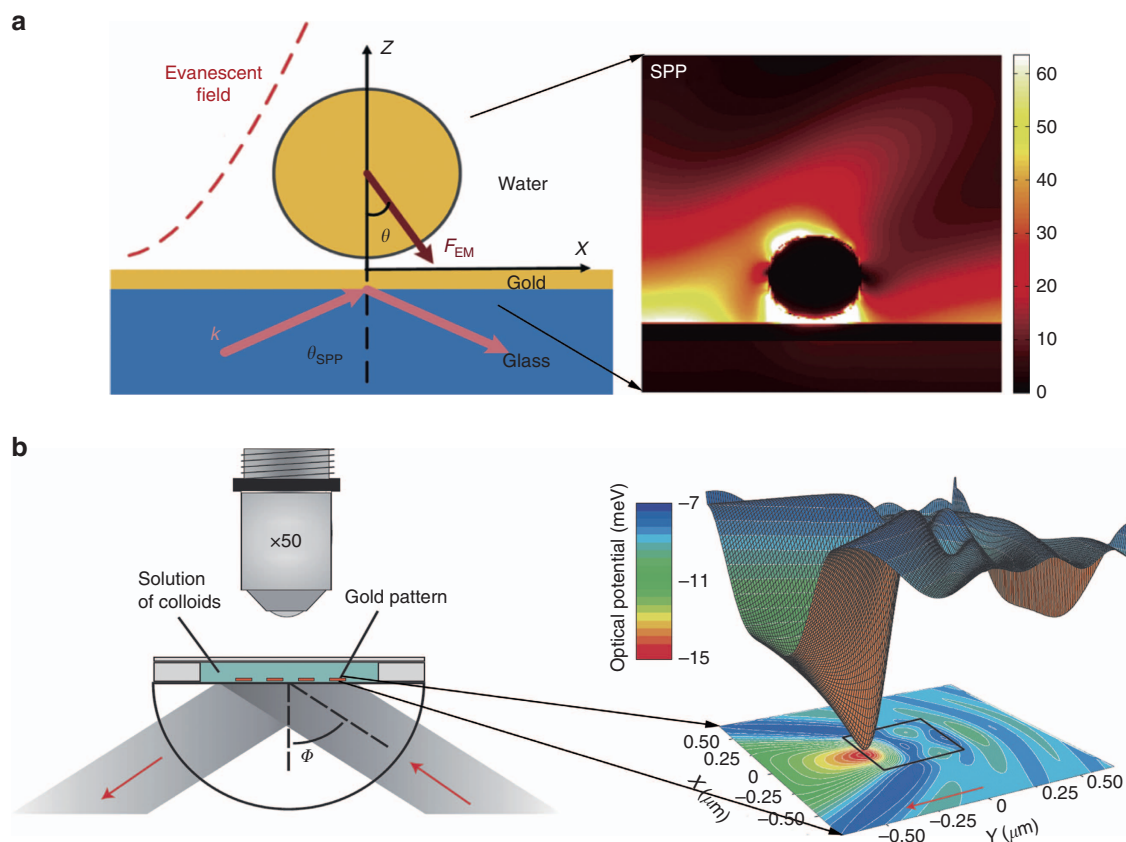 a
Evanescent
field
Z
Water
θ
F_EM
X
Gold
k
θ_SPP
Glass
SPP
60
50
40
30
20
10
0
b
×50
Solution
of colloids
Gold pattern
Φ
Optical potential (meV)
−7
−11
−15
0.50
0.25
0
−0.25
−0.50
X (μm)
−0.50
−0.25
0
0.25
0.50
Y (μm)